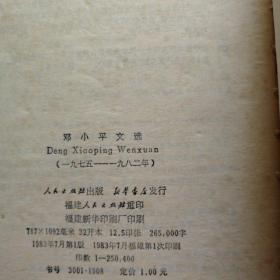 邓小平文选
Deng Xiaoping Wenxuan
(一九七五——一九八二年)
人民出版社出版 新华书店发行
福建人民出版社重印
福建新华印刷厂印刷
787×1092毫米 32开本 12.5印张 265,000字
1983年7月第1版 1983年7月福建第1次印刷
印数 1—250,400
书号 3001·1908 定价 1.00 元